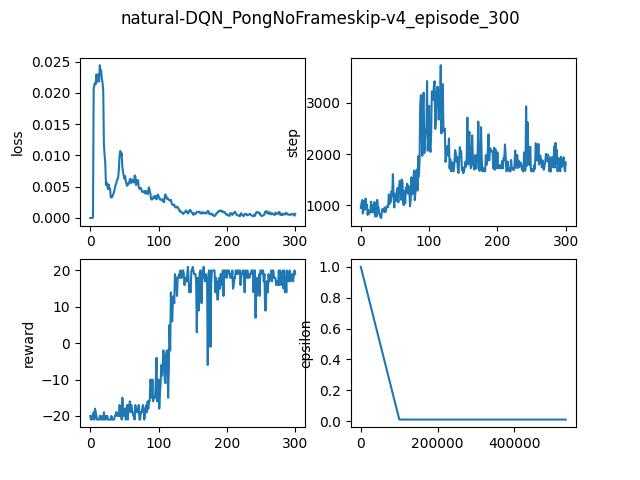 natural-DQN_PongNoFrameskip-v4_episode_300
loss
0.025
0.020
0.015
0.010
0.005
0.000
0 100 200 300
step
3000
2000
1000
0 100 200 300
reward
20
10
0
−10
−20
0 100 200 300
epsilon
1.0
0.8
0.6
0.4
0.2
0.0
0 200000 400000